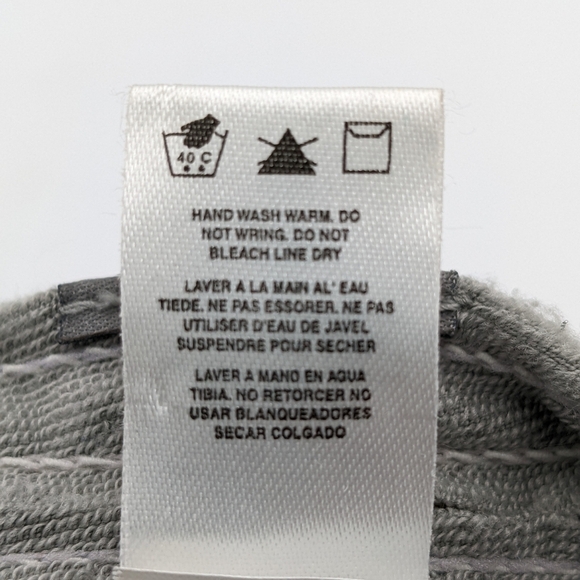 40 C
HAND WASH WARM. DO
NOT WRING. DO NOT
BLEACH LINE DRY
LAVER A LA MAIN AL' EAU
TIEDE. NE PAS ESSORER. NE PAS
UTILISER D'EAU DE JAVEL
SUSPENDRE POUR SECHER
LAVER A MANO EN AGUA
TIBIA. NO RETORCER NO
USAR BLANQUEADORES
SECAR COLGADO